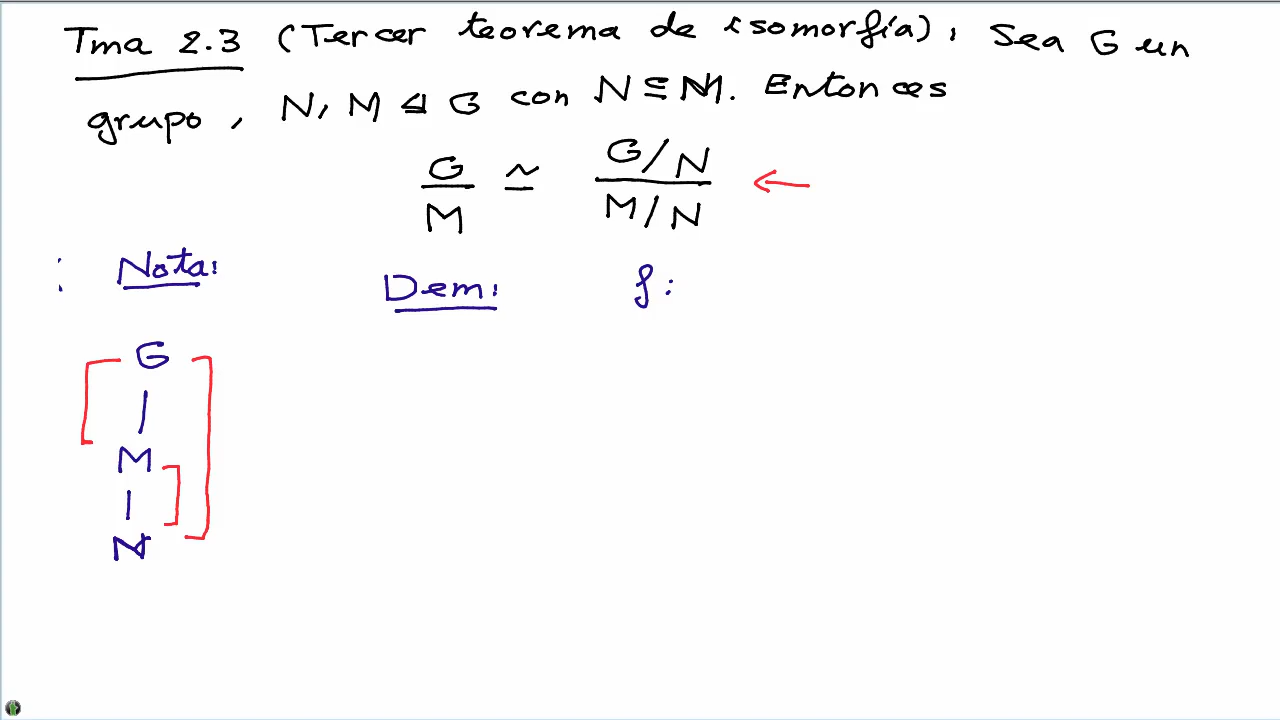 Tma 2.3 (Tercer teorema de isomorfía): Sea G un
grupo, N, M ⊴ G con N ⊆ M. Entonces
G/M ≃ (G/N)/(M/N) ←
: Nota:
Dem: f:
G
|
M
|
N